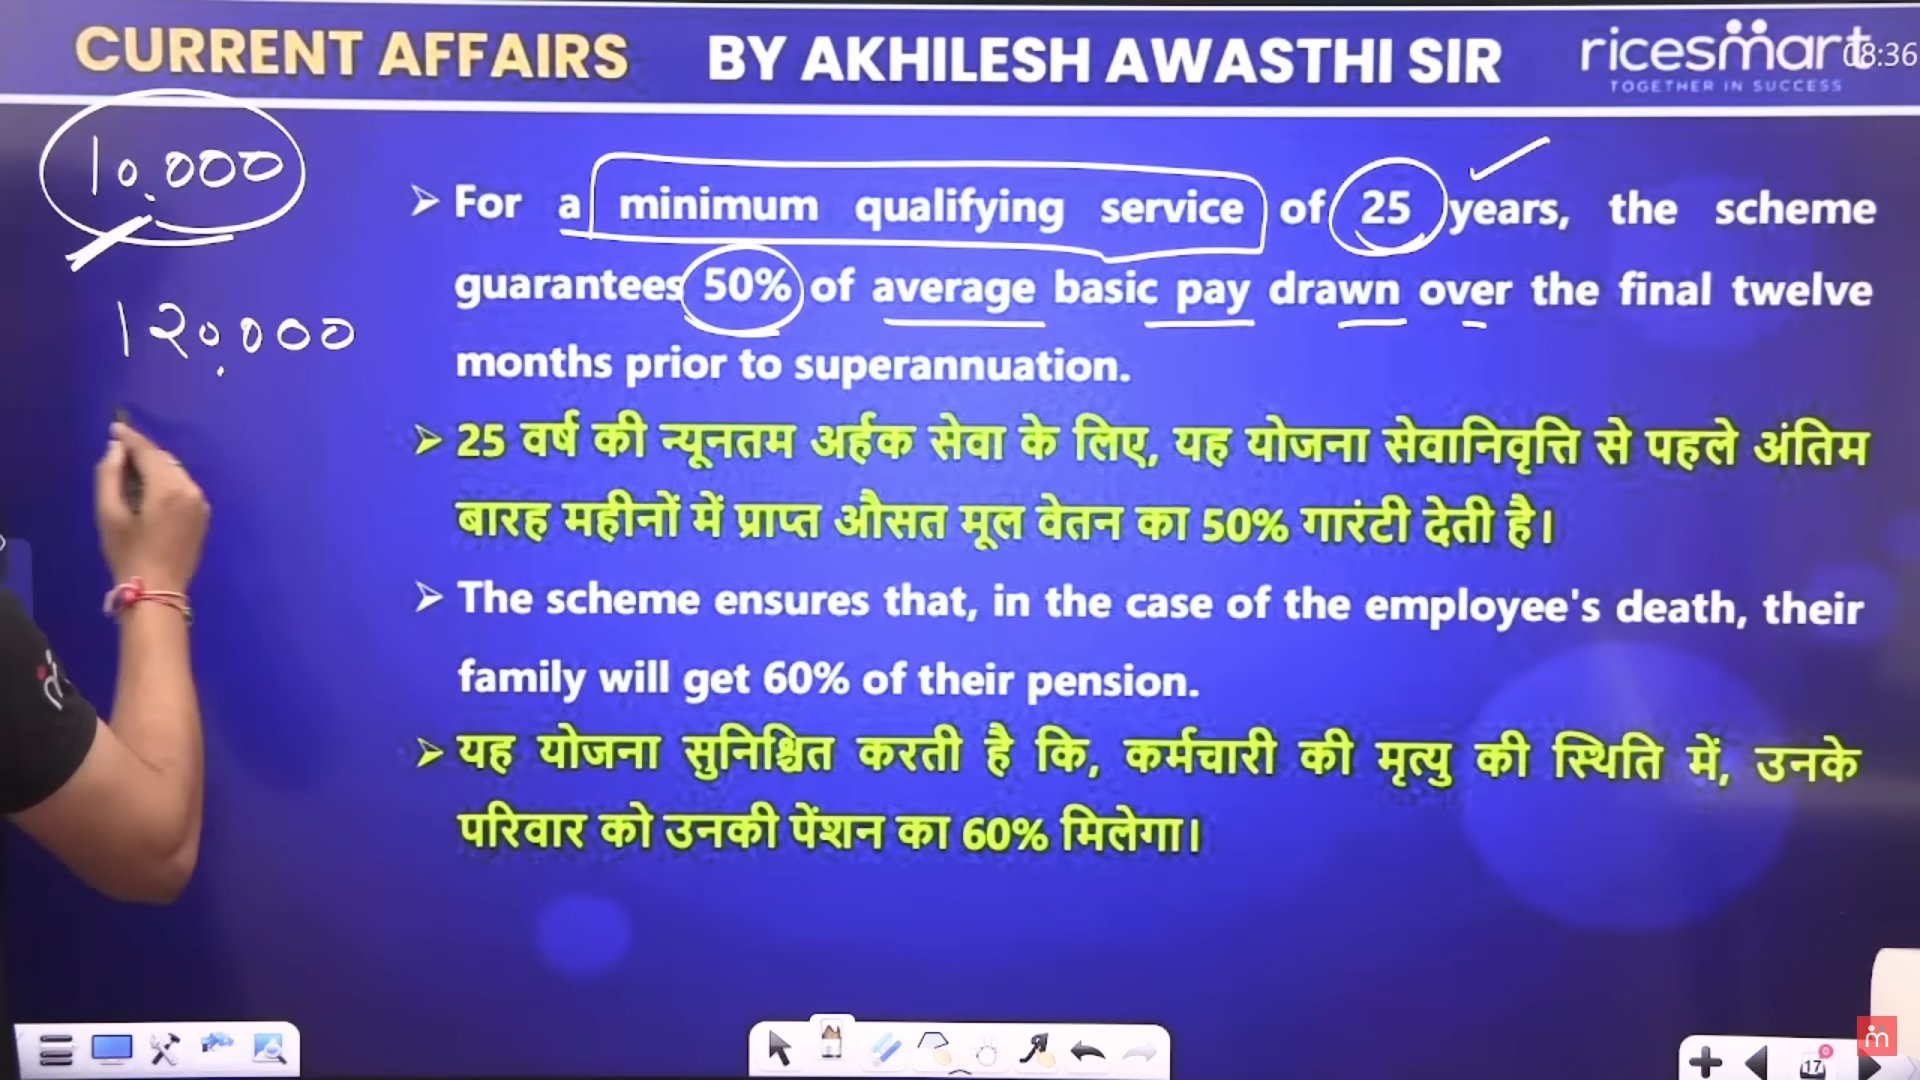 CURRENT AFFAIRS BY AKHILESH AWASTHI SIR
ricesmart
08:36
TOGETHER IN SUCCESS
10.000
120.000
For a minimum qualifying service of 25 years, the scheme
guarantees 50% of average basic pay drawn over the final twelve
months prior to superannuation.
25 वर्ष की न्यूनतम अर्हक सेवा के लिए, यह योजना सेवानिवृत्ति से पहले अंतिम
बारह महीनों में प्राप्त औसत मूल वेतन का 50% गारंटी देती है।
The scheme ensures that, in the case of the employee's death, their
family will get 60% of their pension.
यह योजना सुनिश्चित करती है कि, कर्मचारी की मृत्यु की स्थिति में, उनके
परिवार को उनकी पेंशन का 60% मिलेगा।
17
0